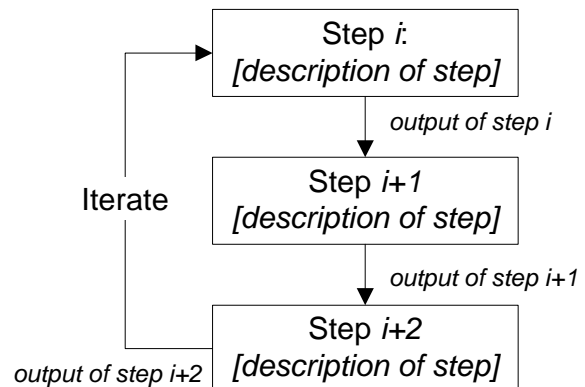 Step i:
[description of step]
output of step i
Step i+1
[description of step]
Iterate
output of step i+1
Step i+2
[description of step]
output of step i+2